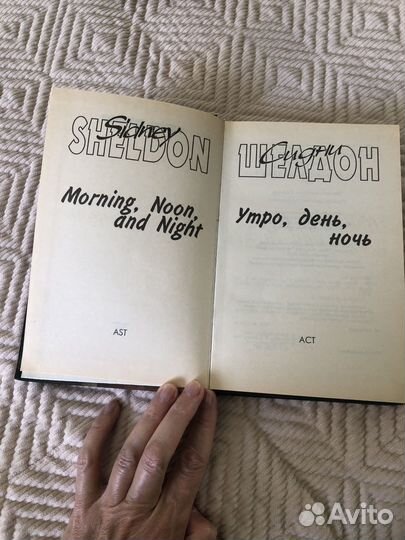 Sidney
SHELDON
Morning, Noon,
and Night
AST
Сидни
ШЕЛДОН
Утро, день,
ночь
АСТ
Avito